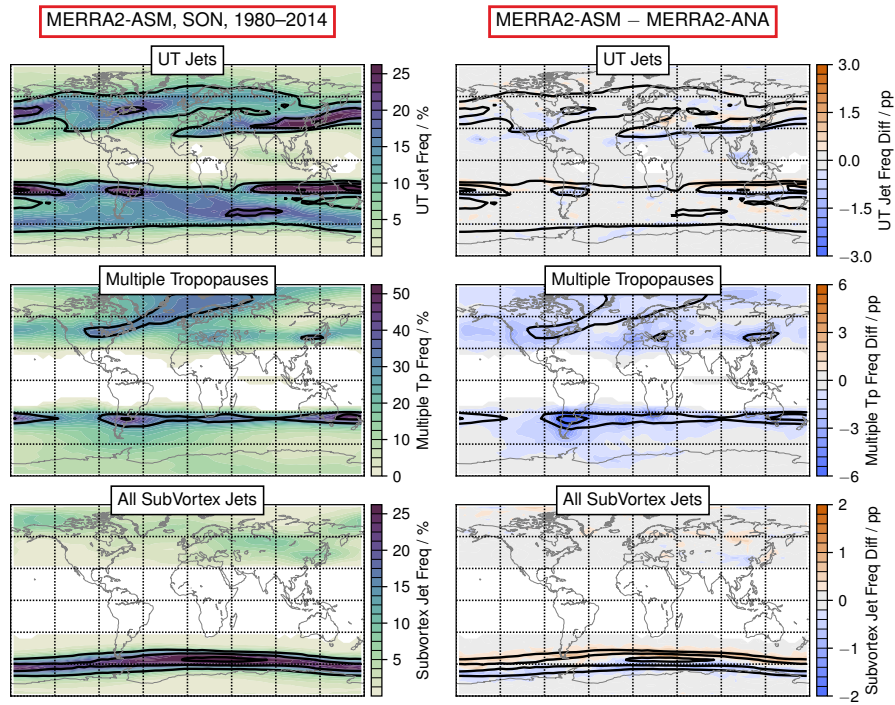 MERRA2-ASM, SON, 1980–2014
MERRA2-ASM − MERRA2-ANA
UT Jets
25
20
15
10
5
UT Jet Freq / %
UT Jets
3.0
1.5
0.0
−1.5
−3.0
UT Jet Freq Diff / pp
Multiple Tropopauses
50
40
30
20
10
0
Multiple Tp Freq / %
Multiple Tropopauses
6
3
0
−3
−6
Multiple Tp Freq Diff / pp
All SubVortex Jets
25
20
15
10
5
Subvortex Jet Freq / %
All SubVortex Jets
2
1
0
−1
−2
Subvortex Jet Freq Diff / pp